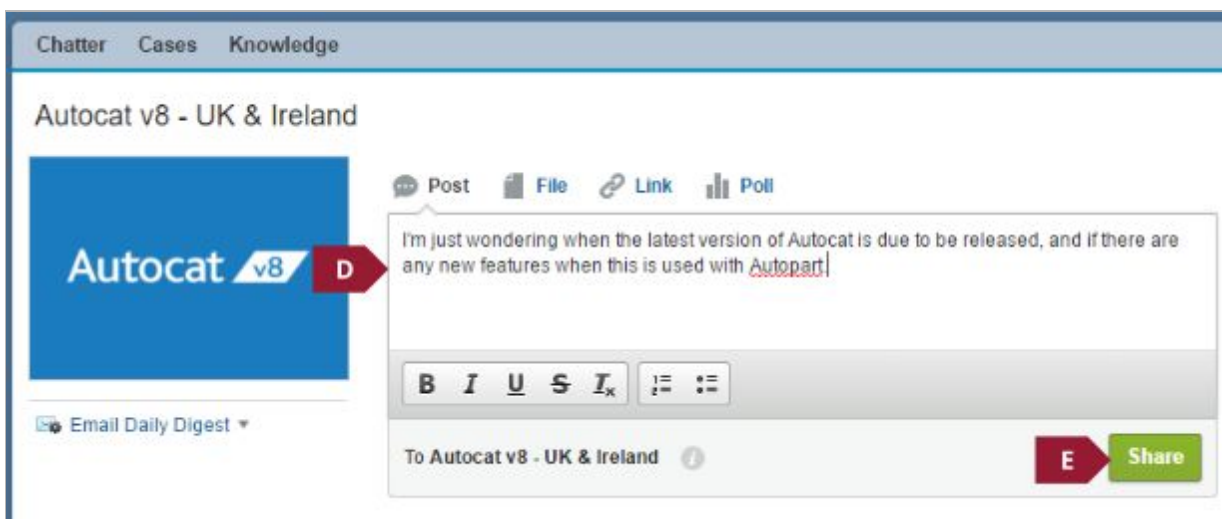 Chatter Cases Knowledge
Autocat v8 - UK & Ireland
Post File Link Poll
I'm just wondering when the latest version of Autocat is due to be released, and if there are
any new features when this is used with Autopart
Autocat v8
D
B I U S Tx
Email Daily Digest
To Autocat v8 - UK & Ireland
E
Share